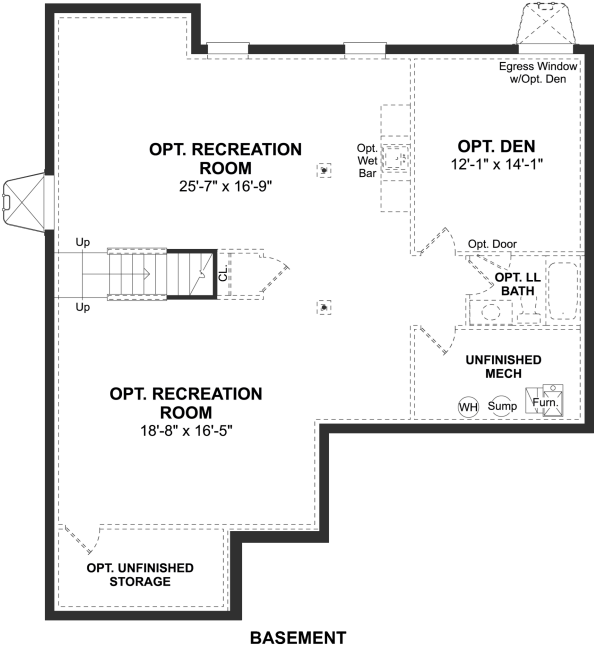 Egress Window
w/Opt. Den
OPT. RECREATION
ROOM
25'-7" x 16'-9"
Opt.
Wet
Bar
OPT. DEN
12'-1" x 14'-1"
Up
Opt. Door
CL.
OPT. LL
BATH
Up
UNFINISHED
MECH
OPT. RECREATION
ROOM
18'-8" x 16'-5"
WH
Sump
Furn.
OPT. UNFINISHED
STORAGE
BASEMENT